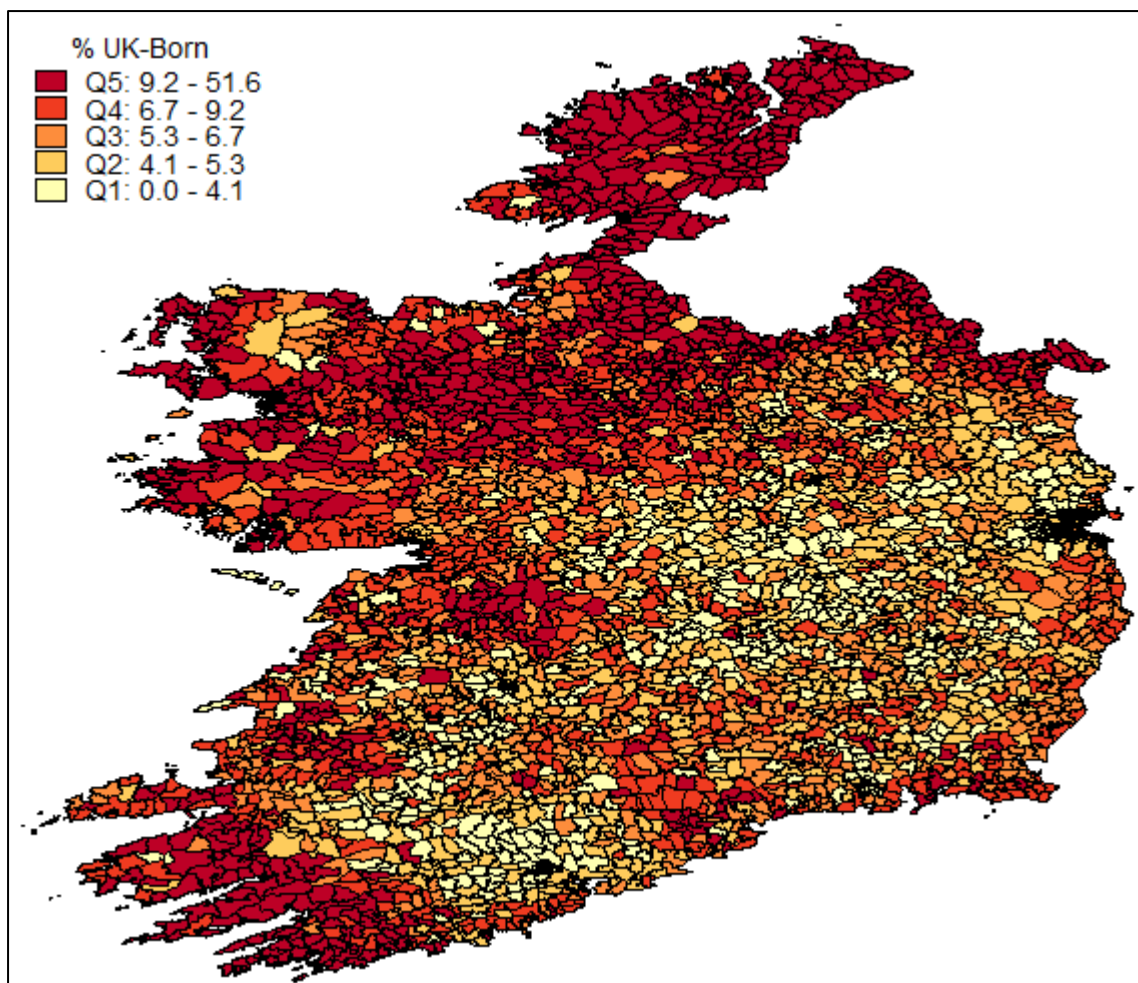 % UK-Born
Q5: 9.2 - 51.6
Q4: 6.7 - 9.2
Q3: 5.3 - 6.7
Q2: 4.1 - 5.3
Q1: 0.0 - 4.1